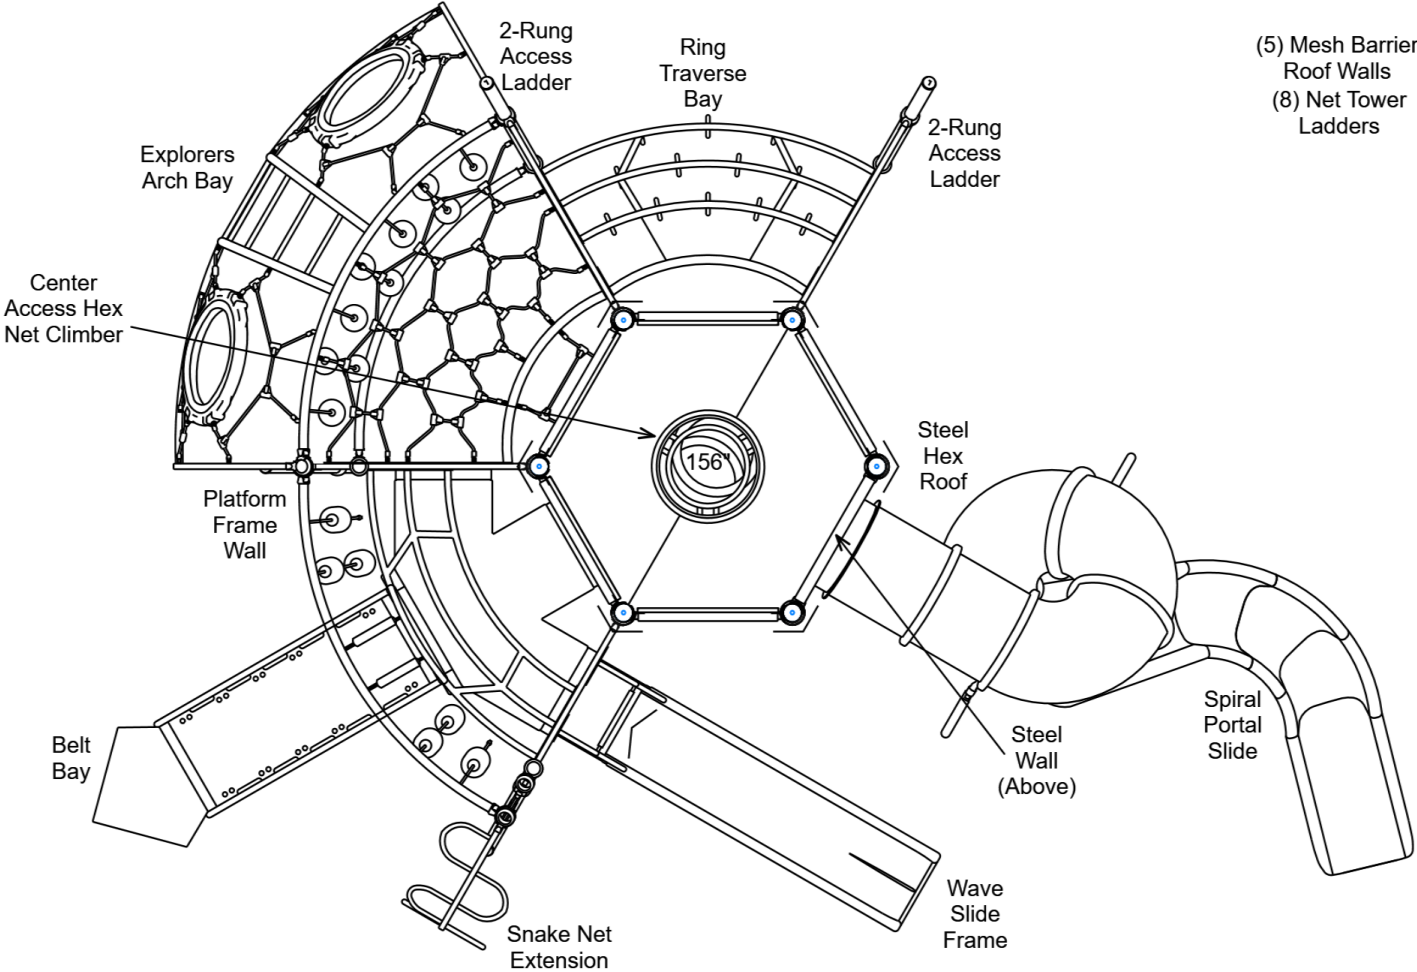 2-Rung
Access
Ladder
Ring
Traverse
Bay
(5) Mesh Barrier
Roof Walls
(8) Net Tower
Ladders
2-Rung
Access
Ladder
Explorers
Arch Bay
Center
Access Hex
Net Climber
Steel
Hex
Roof
156"
Platform
Frame
Wall
Spiral
Portal
Slide
Steel
Wall
(Above)
Belt
Bay
Wave
Slide
Frame
Snake Net
Extension